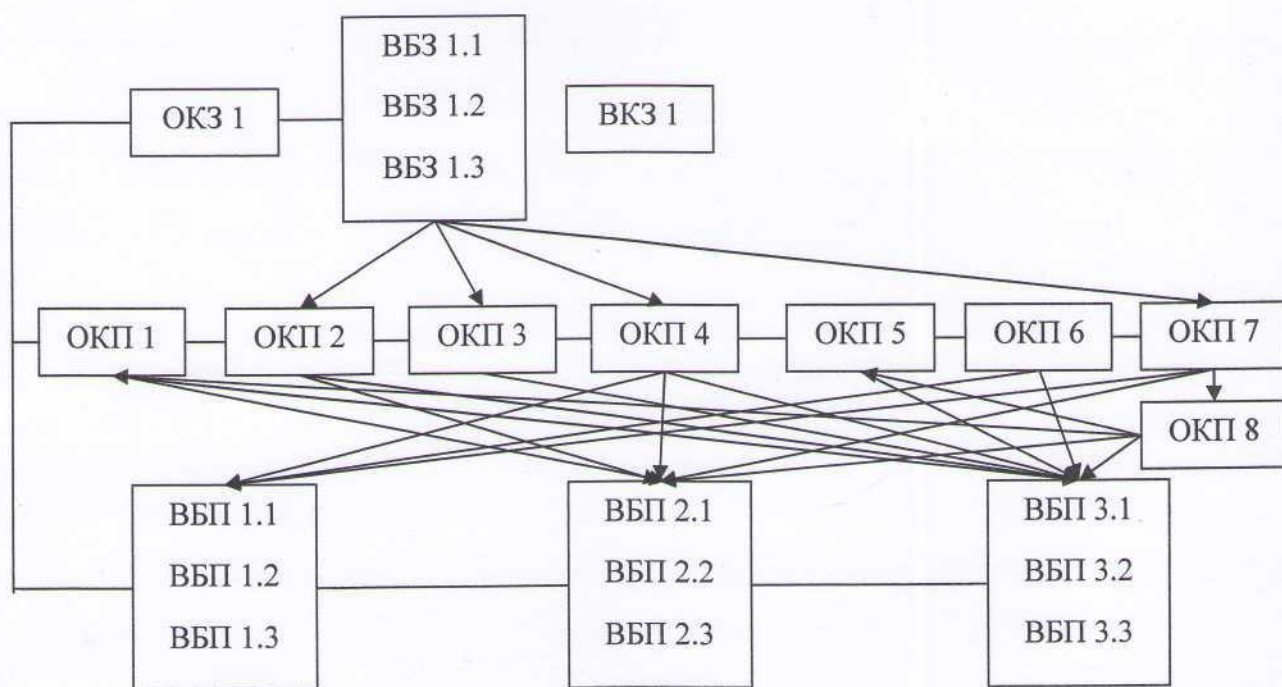 ВБЗ 1.1
ВБЗ 1.2
ВБЗ 1.3
ОКЗ 1
ВКЗ 1
ОКП 1
ОКП 2
ОКП 3
ОКП 4
ОКП 5
ОКП 6
ОКП 7
ОКП 8
ВБП 1.1
ВБП 1.2
ВБП 1.3
ВБП 2.1
ВБП 2.2
ВБП 2.3
ВБП 3.1
ВБП 3.2
ВБП 3.3